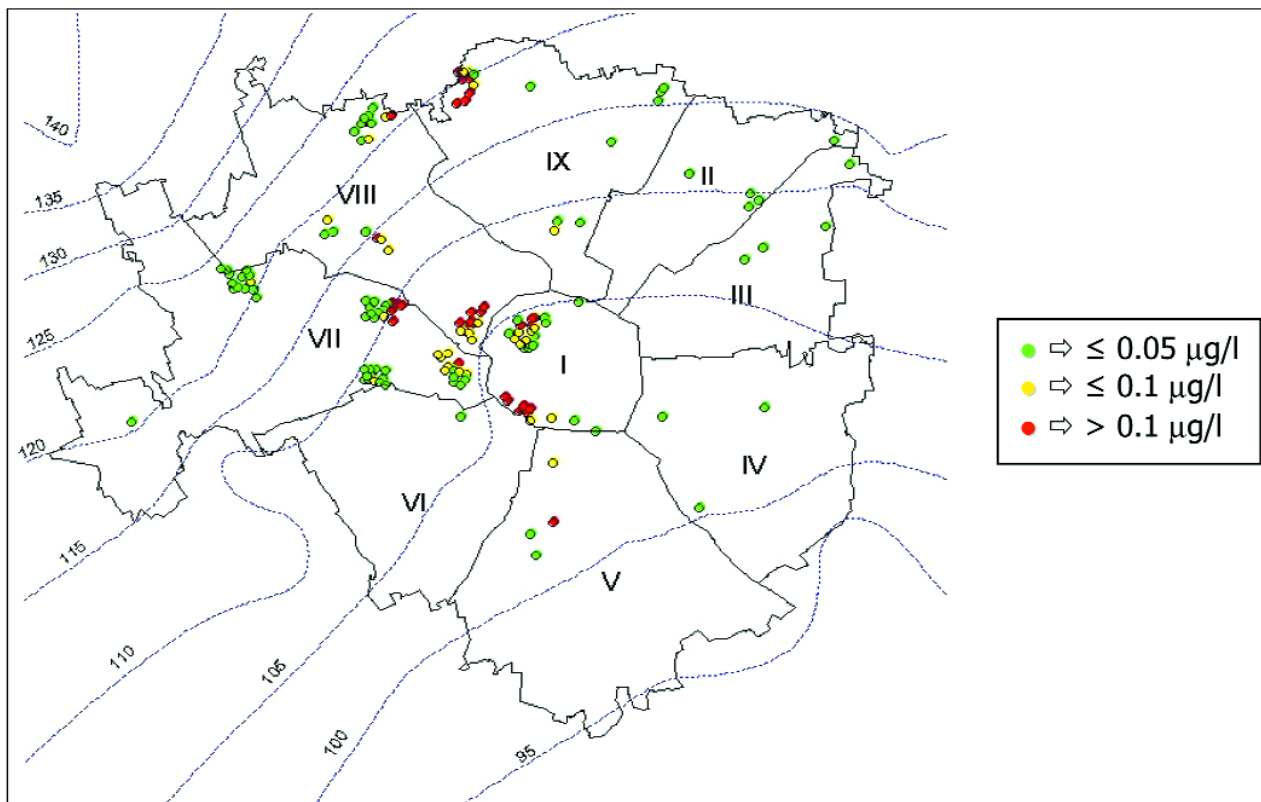 140
135
130
125
120
115
110
105
100
95
IX
II
VIII
III
VII
I
IV
VI
V
⇨ ≤ 0.05 μg/l
⇨ ≤ 0.1 μg/l
⇨ > 0.1 μg/l